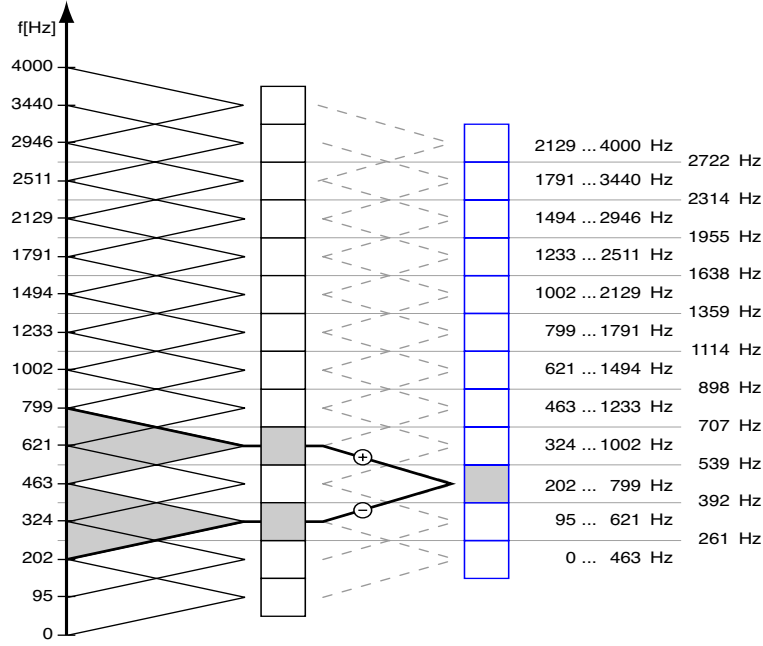 f[Hz]
4000
3440
2946
2511
2129
1791
1494
1233
1002
799
621
463
324
202
95
0
+
−
2129 ... 4000 Hz
2722 Hz
1791 ... 3440 Hz
2314 Hz
1494 ... 2946 Hz
1955 Hz
1233 ... 2511 Hz
1638 Hz
1002 ... 2129 Hz
1359 Hz
799 ... 1791 Hz
1114 Hz
621 ... 1494 Hz
898 Hz
463 ... 1233 Hz
707 Hz
324 ... 1002 Hz
539 Hz
202 ... 799 Hz
392 Hz
95 ... 621 Hz
261 Hz
0 ... 463 Hz